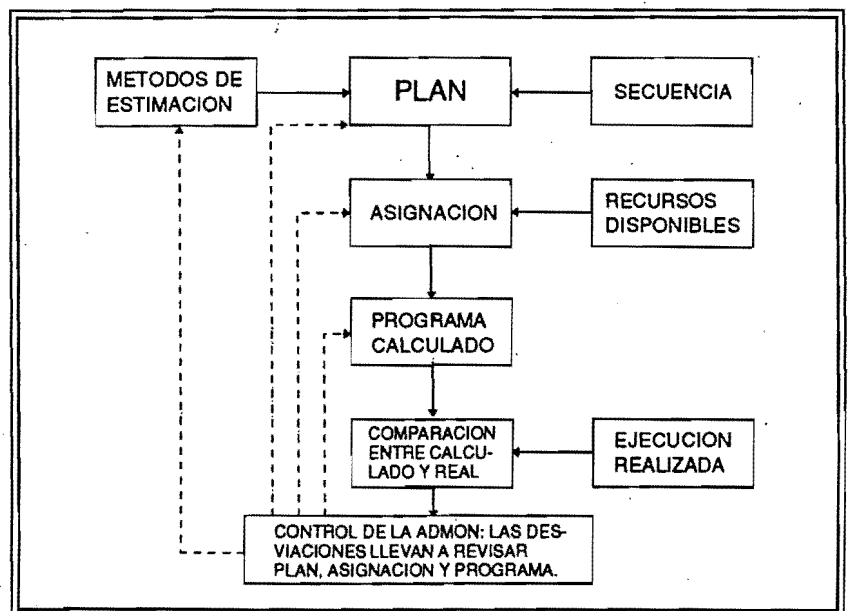 METODOS DE
ESTIMACION
PLAN
SECUENCIA
ASIGNACION
RECURSOS
DISPONIBLES
PROGRAMA
CALCULADO
COMPARACION
ENTRE CALCU-
LADO Y REAL
EJECUCION
REALIZADA
CONTROL DE LA ADMON: LAS DES-
VIACIONES LLEVAN A REVISAR
PLAN, ASIGNACION Y PROGRAMA.